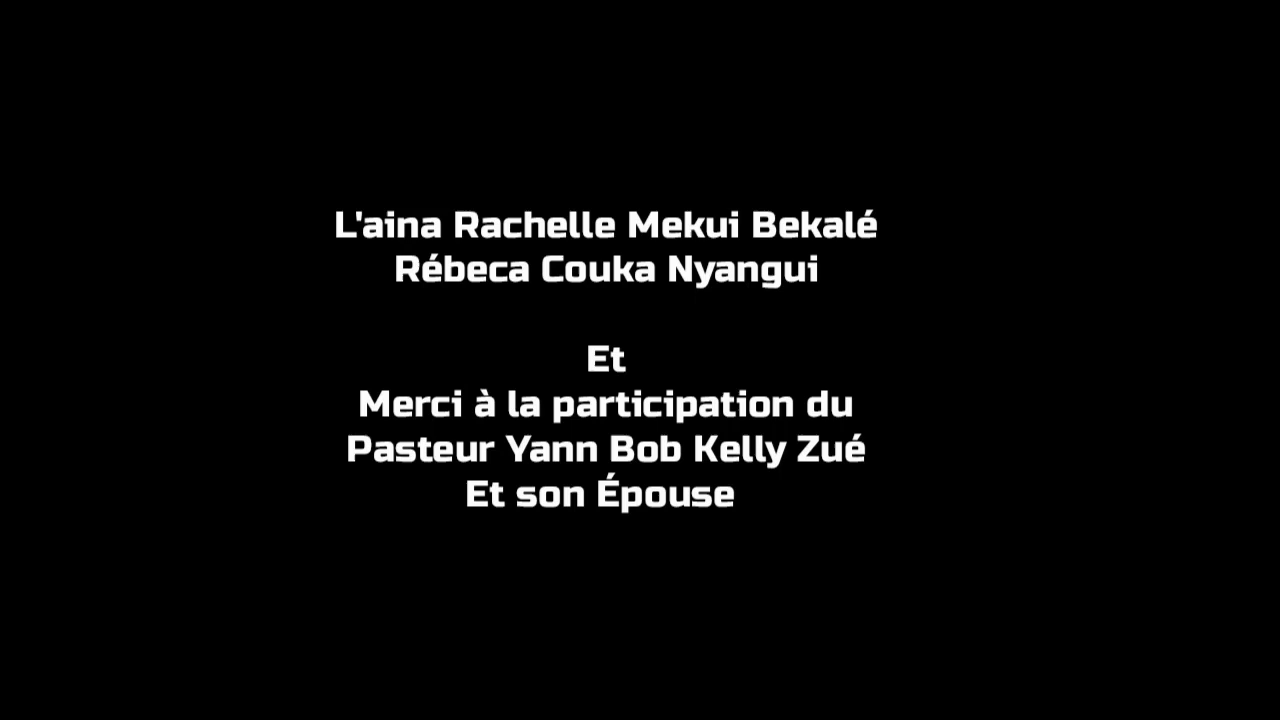 L'aina Rachelle Mekui Bekalé
Rébeca Couka Nyangui
Et
Merci à la participation du
Pasteur Yann Bob Kelly Zué
Et son Épouse